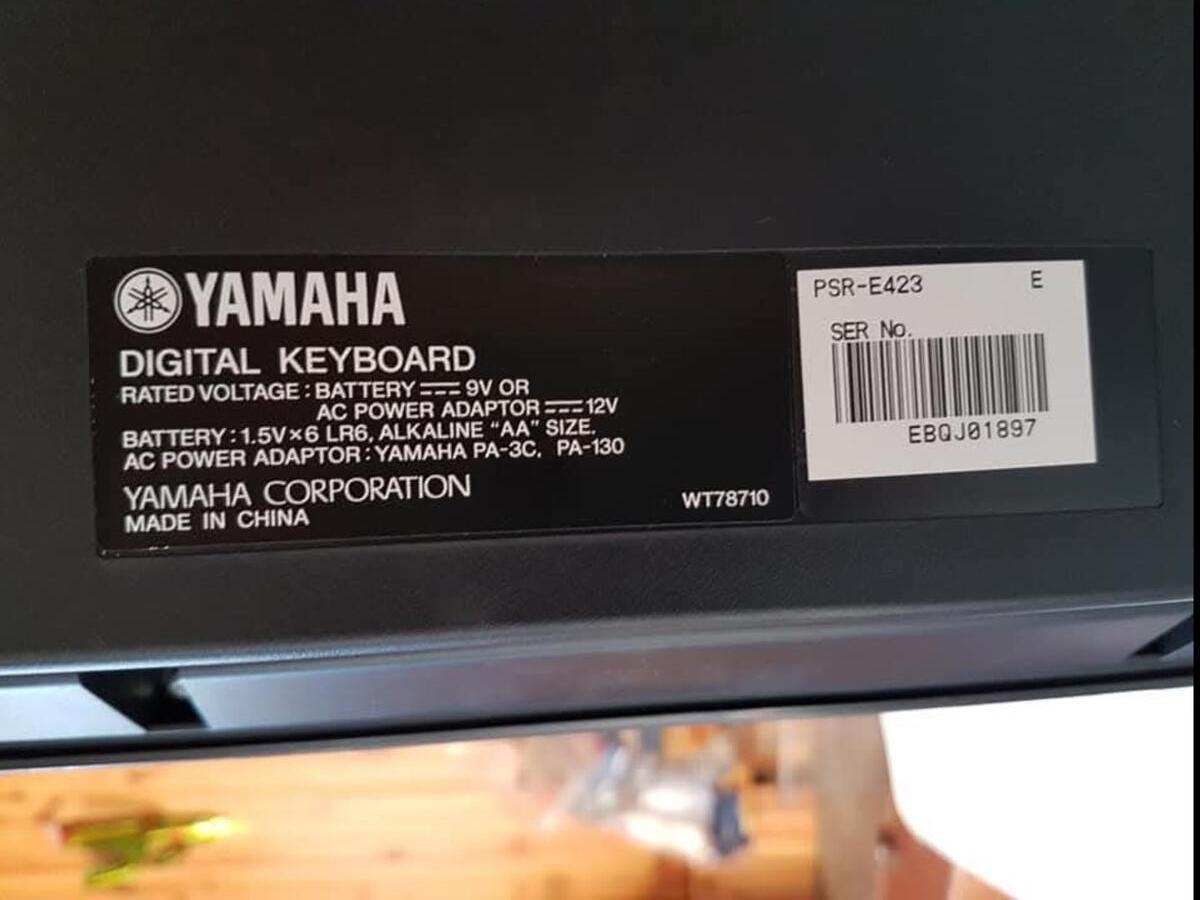 YAMAHA
DIGITAL KEYBOARD
RATED VOLTAGE : BATTERY ⎓ 9V OR
AC POWER ADAPTOR ⎓ 12V
BATTERY : 1.5V×6 LR6, ALKALINE “AA” SIZE.
AC POWER ADAPTOR : YAMAHA PA-3C, PA-130
YAMAHA CORPORATION
MADE IN CHINA
WT78710
PSR-E423 E
SER No.
EBQJ01897